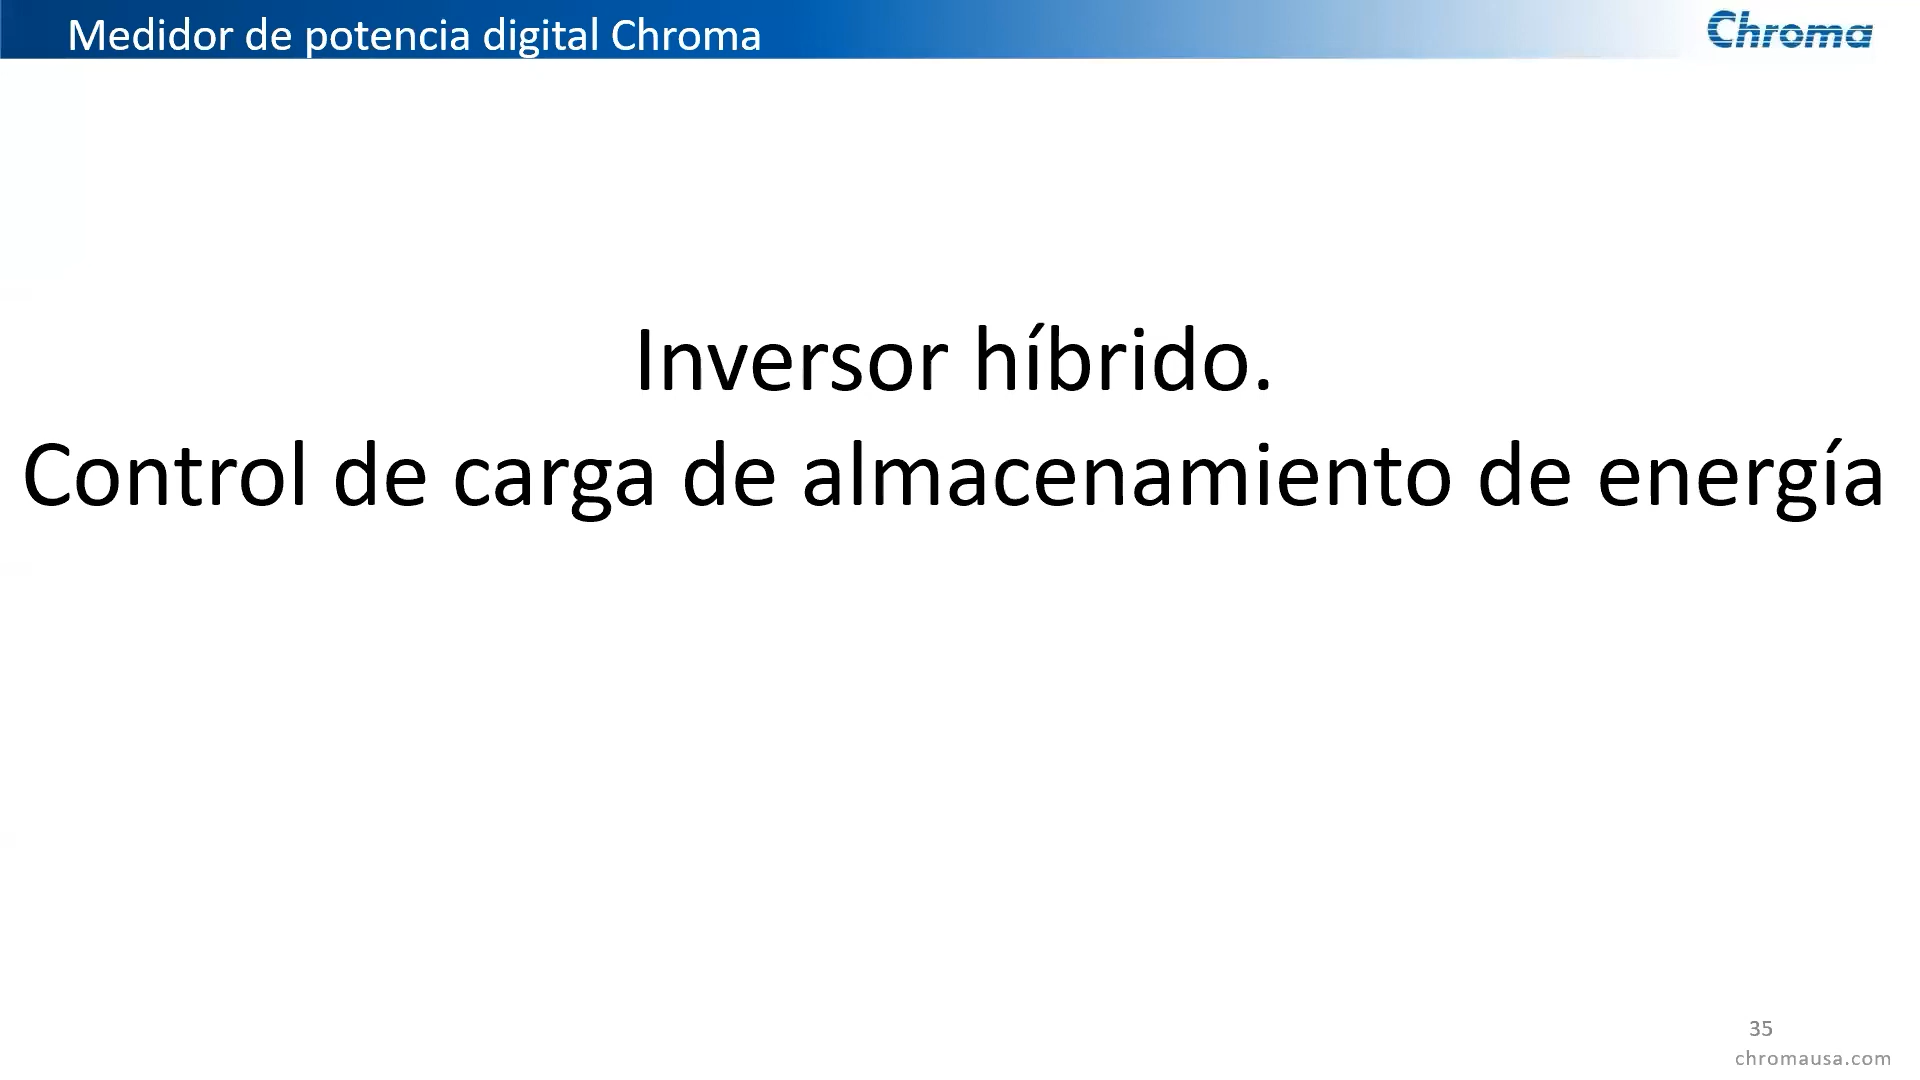 Medidor de potencia digital Chroma
Chroma
Inversor híbrido.
Control de carga de almacenamiento de energía
35
chromausa.com